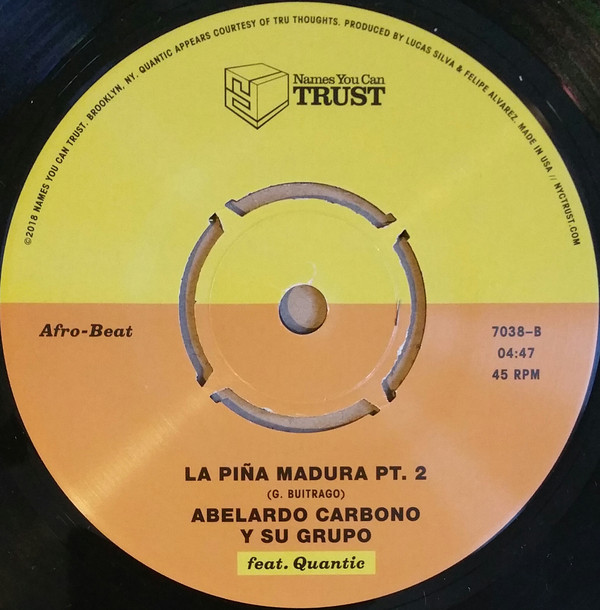 ©2018 NAMES YOU CAN TRUST. BROOKLYN, NY. QUANTIC APPEARS COURTESY OF TRU THOUGHTS. PRODUCED BY LUCAS SILVA & FELIPE ALVAREZ. MADE IN USA // NYCTRUST.COM
Names You Can
TRUST
Afro-Beat
7038-B
04:47
45 RPM
LA PIÑA MADURA PT. 2
(G. BUITRAGO)
ABELARDO CARBONO
Y SU GRUPO
feat. Quantic